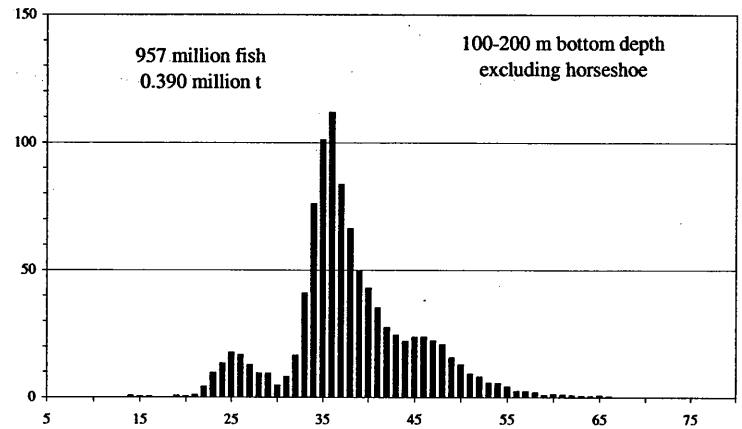 150
957 million fish
0.390 million t
100-200 m bottom depth
excluding horseshoe
100
50
0
5 15 25 35 45 55 65 75